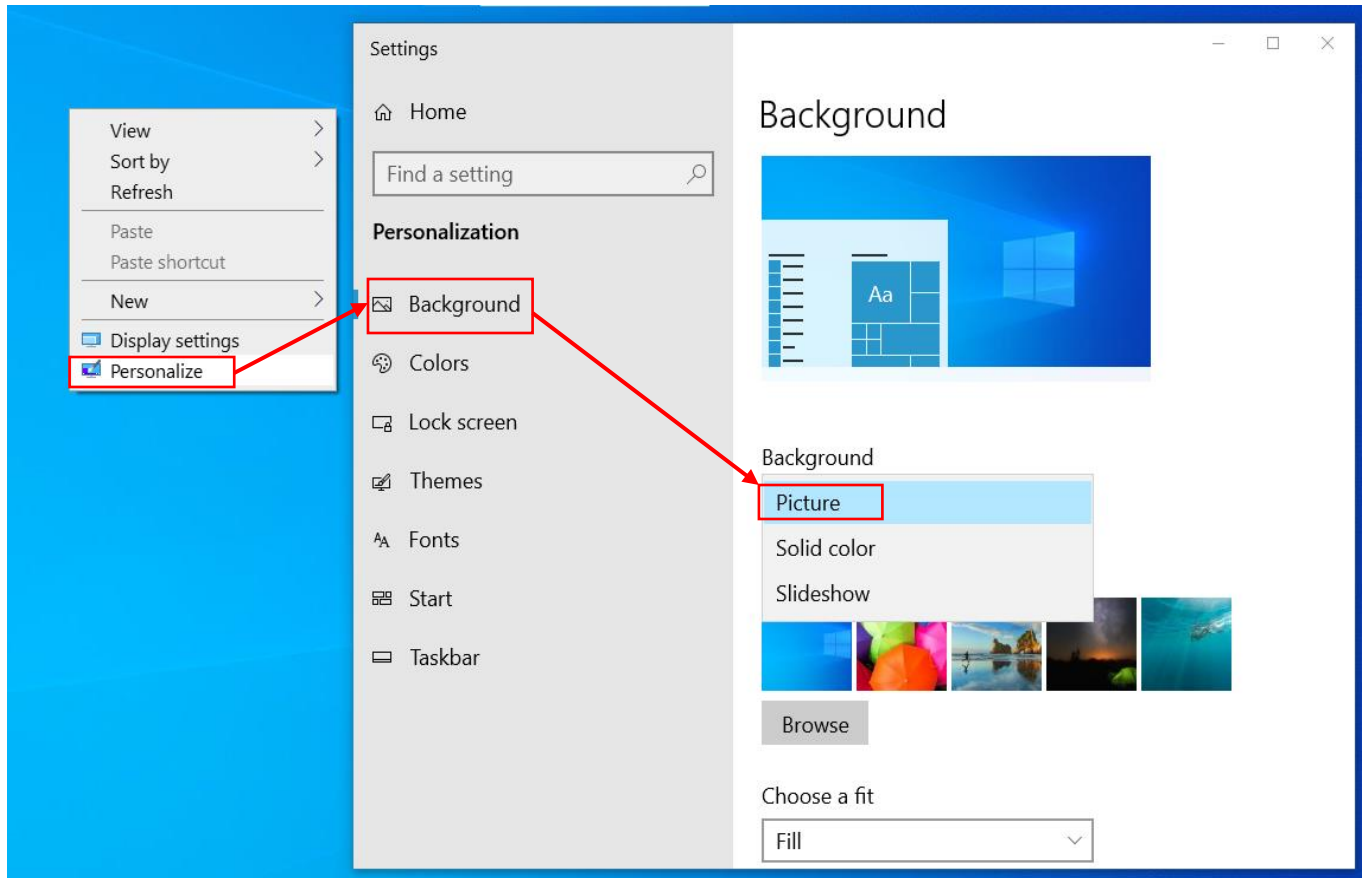 View
Sort by
Refresh
Paste
Paste shortcut
New
Display settings
Personalize
Settings
Home
Find a setting
Personalization
Background
Colors
Lock screen
Themes
Fonts
Start
Taskbar
Background
Aa
Background
Picture
Solid color
Slideshow
Browse
Choose a fit
Fill